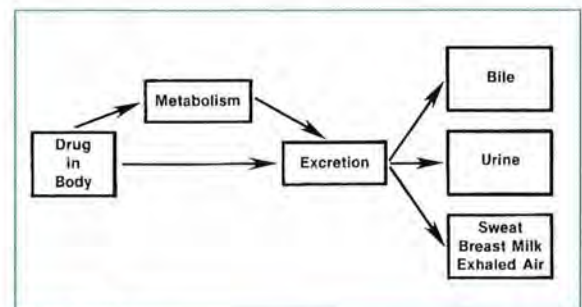 Metabolism
Drug
in
Body
Excretion
Bile
Urine
Sweat
Breast Milk
Exhaled Air